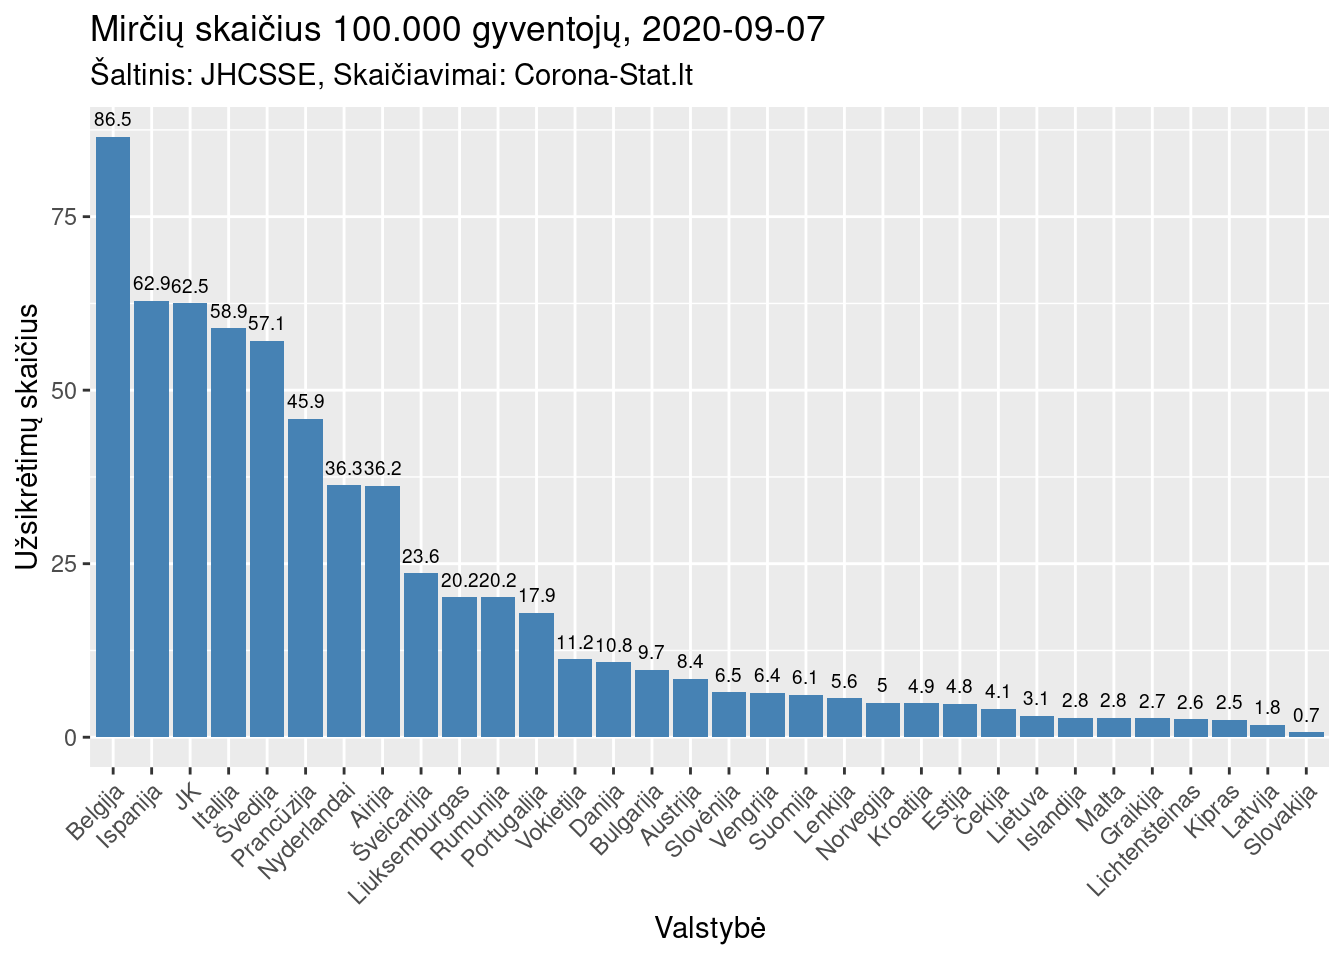 Mirčių skaičius 100.000 gyventojų, 2020-09-07
Šaltinis: JHCSSE, Skaičiavimai: Corona-Stat.lt
Užsikrėtimų skaičius
75
50
25
0
86.5
62.9
62.5
58.9
57.1
45.9
36.3
36.2
23.6
20.2
20.2
17.9
11.2
10.8
9.7
8.4
6.5
6.4
6.1
5.6
5
4.9
4.8
4.1
3.1
2.8
2.8
2.7
2.6
2.5
1.8
0.7
Belgija
Ispanija
JK
Italija
Švedija
Prancūzija
Nyderlandai
Airija
Šveicarija
Liuksemburgas
Rumunija
Portugalija
Vokietija
Danija
Bulgarija
Austrija
Slovėnija
Vengrija
Suomija
Lenkija
Norvegija
Kroatija
Estija
Čekija
Lietuva
Islandija
Malta
Graikija
Lichtenšteinas
Kipras
Latvija
Slovakija
Valstybė